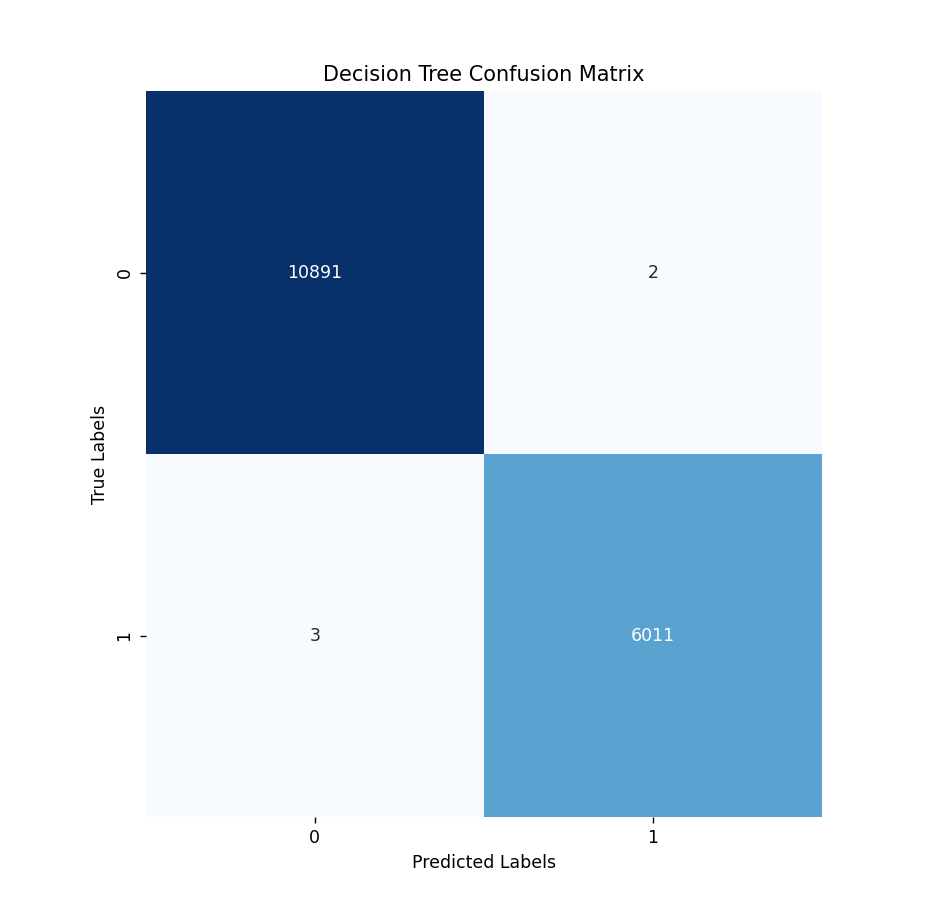 Decision Tree Confusion Matrix
True Labels
0
10891
2
1
3
6011
0
1
Predicted Labels